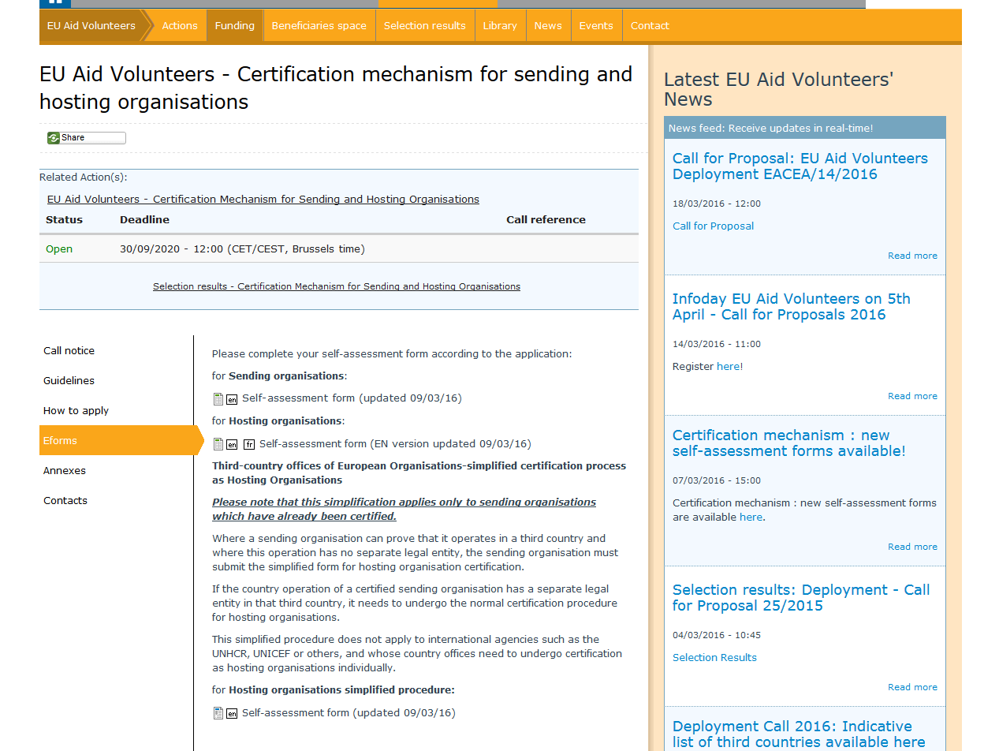 EU Aid Volunteers Actions Funding Beneficiaries space Selection results Library News Events Contact
EU Aid Volunteers - Certification mechanism for sending and
hosting organisations
Share
Related Action(s):
EU Aid Volunteers - Certification Mechanism for Sending and Hosting Organisations
Status Deadline Call reference
Open 30/09/2020 - 12:00 (CET/CEST, Brussels time)
Selection results - Certification Mechanism for Sending and Hosting Organisations
Call notice
Guidelines
How to apply
Eforms
Annexes
Contacts
Please complete your self-assessment form according to the application:
for Sending organisations:
en Self-assessment form (updated 09/03/16)
for Hosting organisations:
en fr Self-assessment form (EN version updated 09/03/16)
Third-country offices of European Organisations-simplified certification process
as Hosting Organisations
Please note that this simplification applies only to sending organisations
which have already been certified.
Where a sending organisation can prove that it operates in a third country and
where this operation has no separate legal entity, the sending organisation must
submit the simplified form for hosting organisation certification.
If the country operation of a certified sending organisation has a separate legal
entity in that third country, it needs to undergo the normal certification procedure
for hosting organisations.
This simplified procedure does not apply to international agencies such as the
UNHCR, UNICEF or others, and whose country offices need to undergo certification
as hosting organisations individually.
for Hosting organisations simplified procedure:
en Self-assessment form (updated 09/03/16)
Latest EU Aid Volunteers'
News
News feed: Receive updates in real-time!
Call for Proposal: EU Aid Volunteers
Deployment EACEA/14/2016
18/03/2016 - 12:00
Call for Proposal
Read more
Infoday EU Aid Volunteers on 5th
April - Call for Proposals 2016
14/03/2016 - 11:00
Register here!
Read more
Certification mechanism : new
self-assessment forms available!
07/03/2016 - 15:00
Certification mechanism : new self-assessment forms
are available here.
Read more
Selection results: Deployment - Call
for Proposal 25/2015
04/03/2016 - 10:45
Selection Results
Read more
Deployment Call 2016: Indicative
list of third countries available here